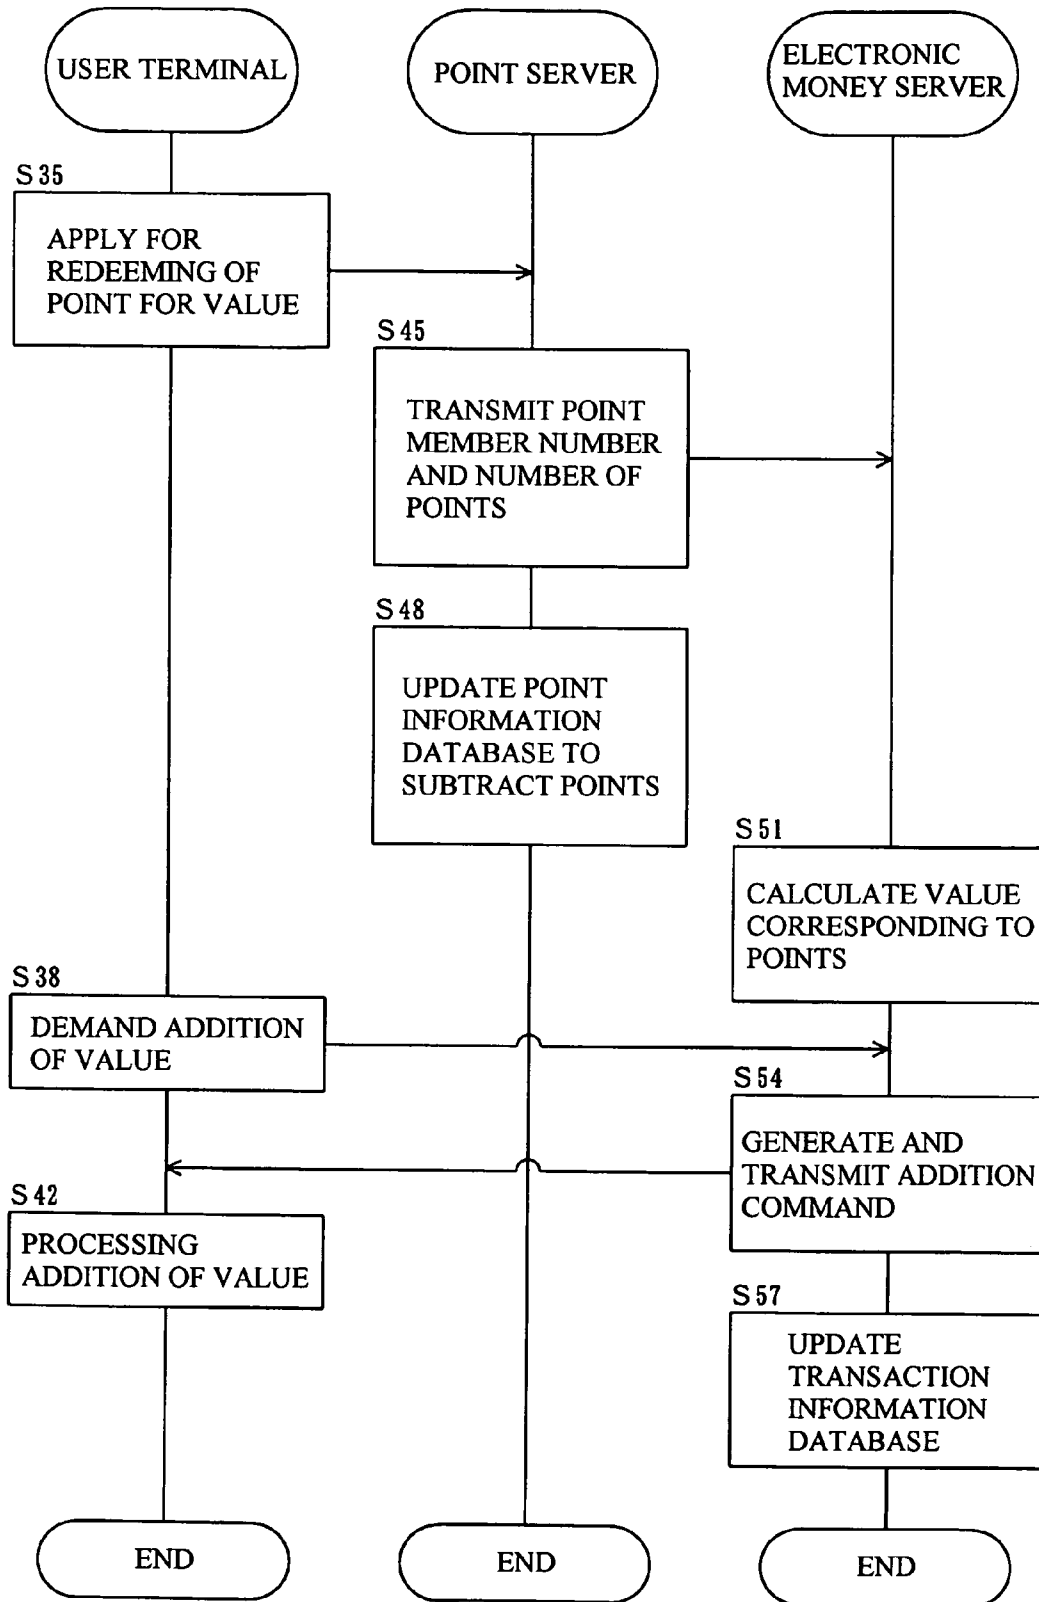 USER TERMINAL
POINT SERVER
ELECTRONIC
MONEY SERVER
S35
APPLY FOR
REDEEMING OF
POINT FOR VALUE
S45
TRANSMIT POINT
MEMBER NUMBER
AND NUMBER OF
POINTS
S48
UPDATE POINT
INFORMATION
DATABASE TO
SUBTRACT POINTS
S51
CALCULATE VALUE
CORRESPONDING TO
POINTS
S38
DEMAND ADDITION
OF VALUE
S54
GENERATE AND
TRANSMIT ADDITION
COMMAND
S42
PROCESSING
ADDITION OF VALUE
S57
UPDATE
TRANSACTION
INFORMATION
DATABASE
END
END
END